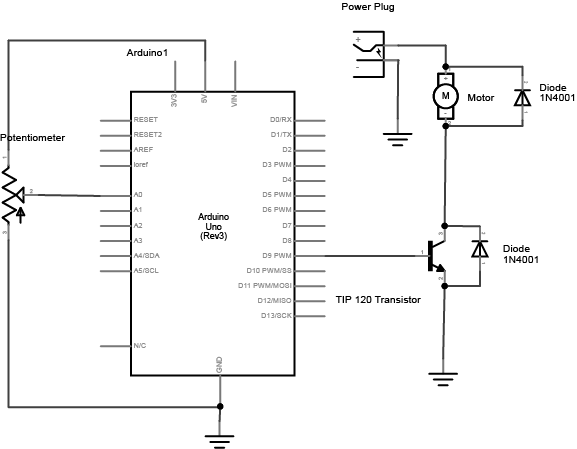 Power Plug
+
-
Arduino1
3V3
5V
VIN
Diode
1N4001
+
M
-
Motor
RESET
RESET2
AREF
ioref
A0
A1
A2
A3
A4/SDA
A5/SCL
N/C
Potentiometer
1
2
3
Arduino
Uno
(Rev3)
D0/RX
D1/TX
D2
D3 PWM
D4
D5 PWM
D6 PWM
D7
D8
D9 PWM
D10 PWM/SS
D11 PWM/MOSI
D12/MISO
D13/SCK
GND
1
Diode
1N4001
TIP 120 Transistor